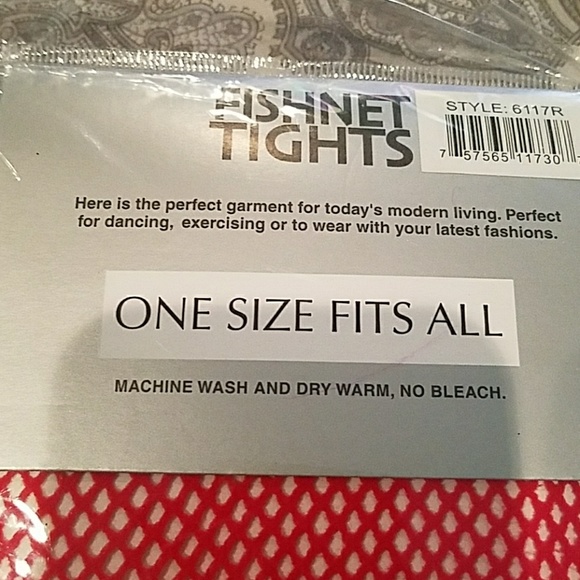 FISHNET
TIGHTS
STYLE: 6117R
7 57565 11730
Here is the perfect garment for today's modern living. Perfect
for dancing, exercising or to wear with your latest fashions.
ONE SIZE FITS ALL
MACHINE WASH AND DRY WARM, NO BLEACH.